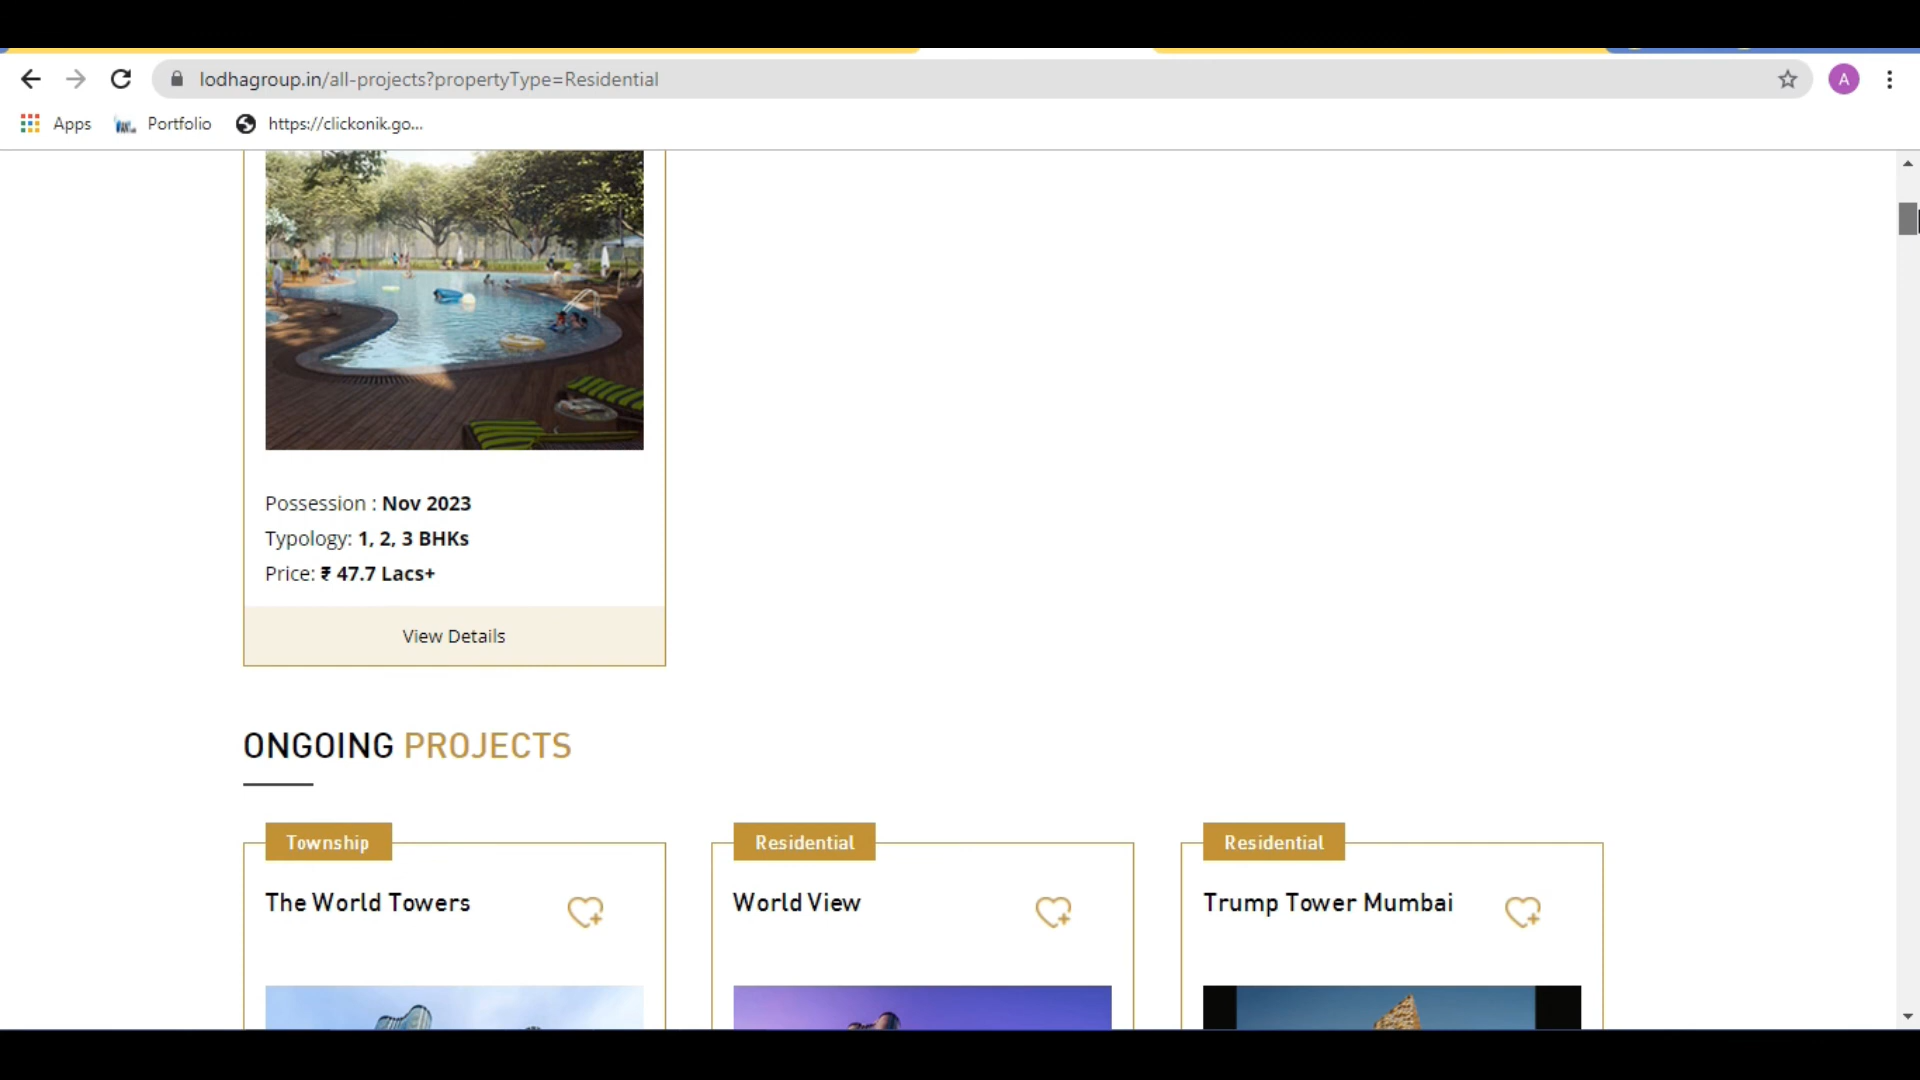 lodhagroup.in/all-projects?propertyType=Residential
A
Apps
Portfolio
https://clickonik.go...
Possession : Nov 2023
Typology: 1, 2, 3 BHKs
Price: ₹ 47.7 Lacs+
View Details
ONGOING PROJECTS
Township
Residential
Residential
The World Towers
World View
Trump Tower Mumbai